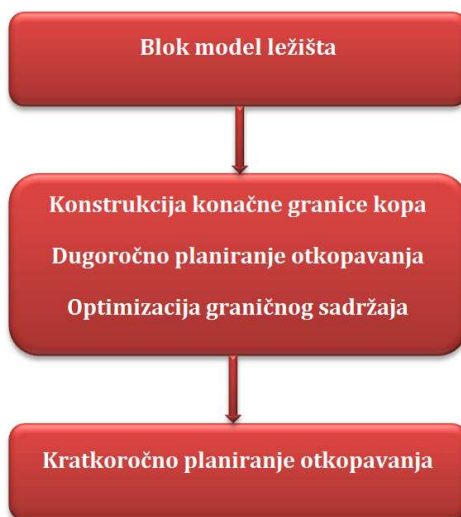 Blok model ležišta
Konstrukcija konačne granice kopa
Dugoročno planiranje otkopavanja
Optimizacija graničnog sadržaja
Kratkoročno planiranje otkopavanja